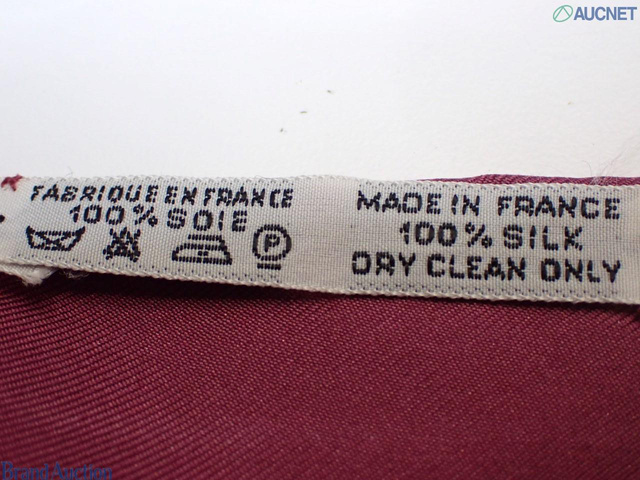 AUCNET
FABRIQUE EN FRANCE
100% SOIE
P
MADE IN FRANCE
100% SILK
DRY CLEAN ONLY
Brand Auction